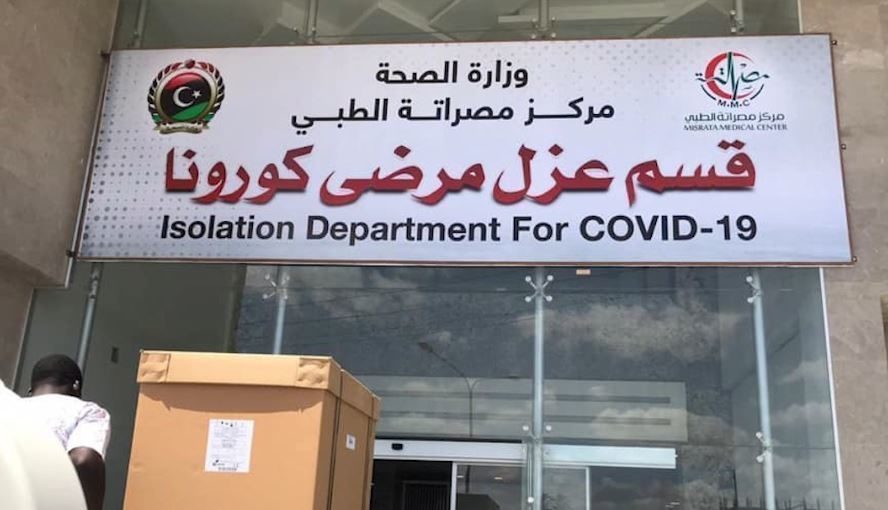 وزارة الصحة
مركز مصراتة الطبي
مصراتة
M.M.C
مركز مصراتة الطبي
MISRATA MEDICAL CENTER
قسم عزل مرضى كورونا
Isolation Department For COVID-19